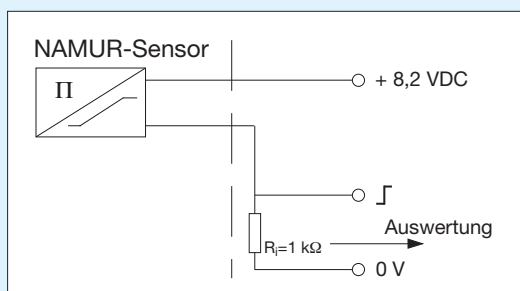 NAMUR-Sensor
Π
+ 8,2 VDC
Auswertung
Ri=1 kΩ
0 V